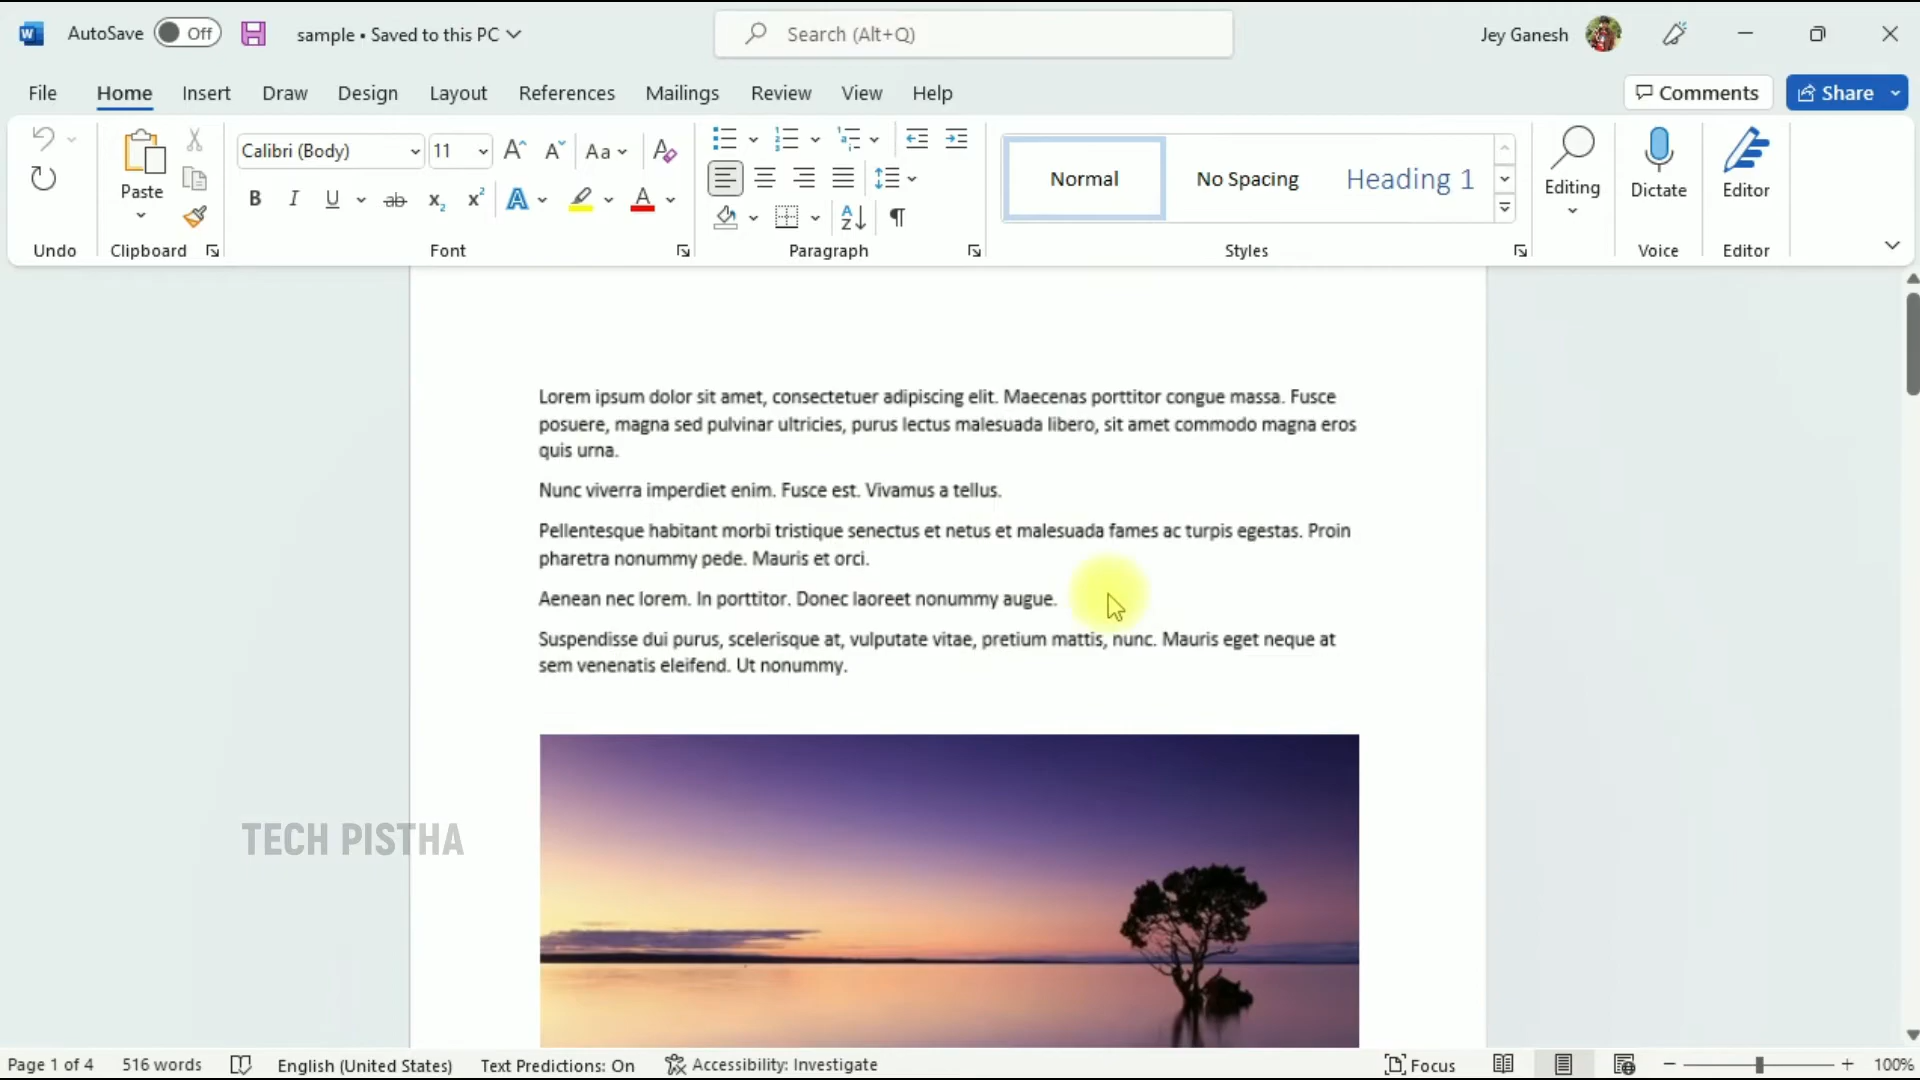 AutoSave Off sample • Saved to this PC Search (Alt+Q) Jey Ganesh
File Home Insert Draw Design Layout References Mailings Review View Help Comments Share
Calibri (Body) 11 Aa
Paste
B I U ab x₂ x² A A
Normal No Spacing Heading 1
Editing Dictate Editor
Undo Clipboard Font Paragraph Styles Voice Editor
Lorem ipsum dolor sit amet, consectetuer adipiscing elit. Maecenas porttitor congue massa. Fusce
posuere, magna sed pulvinar ultricies, purus lectus malesuada libero, sit amet commodo magna eros
quis urna.
Nunc viverra imperdiet enim. Fusce est. Vivamus a tellus.
Pellentesque habitant morbi tristique senectus et netus et malesuada fames ac turpis egestas. Proin
pharetra nonummy pede. Mauris et orci.
Aenean nec lorem. In porttitor. Donec laoreet nonummy augue.
Suspendisse dui purus, scelerisque at, vulputate vitae, pretium mattis, nunc. Mauris eget neque at
sem venenatis eleifend. Ut nonummy.
TECH PISTHA
Page 1 of 4 516 words English (United States) Text Predictions: On Accessibility: Investigate Focus 100%